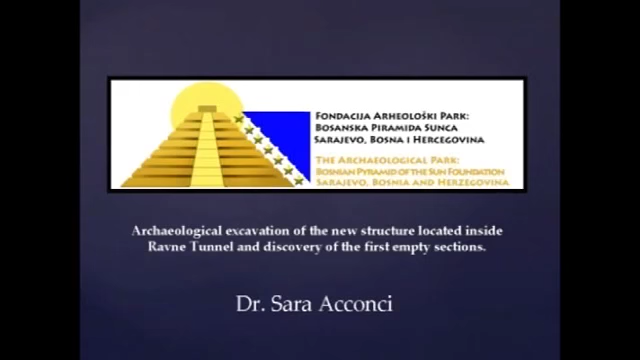 FONDACIJA ARHEOLOŠKI PARK:
BOSANSKA PIRAMIDA SUNCA
SARAJEVO, BOSNA I HERCEGOVINA
THE ARCHAEOLOGICAL PARK:
BOSNIAN PYRAMID OF THE SUN FOUNDATION
SARAJEVO, BOSNIA AND HERZEGOVINA
Archaeological excavation of the new structure located inside
Ravne Tunnel and discovery of the first empty sections.
Dr. Sara Acconci